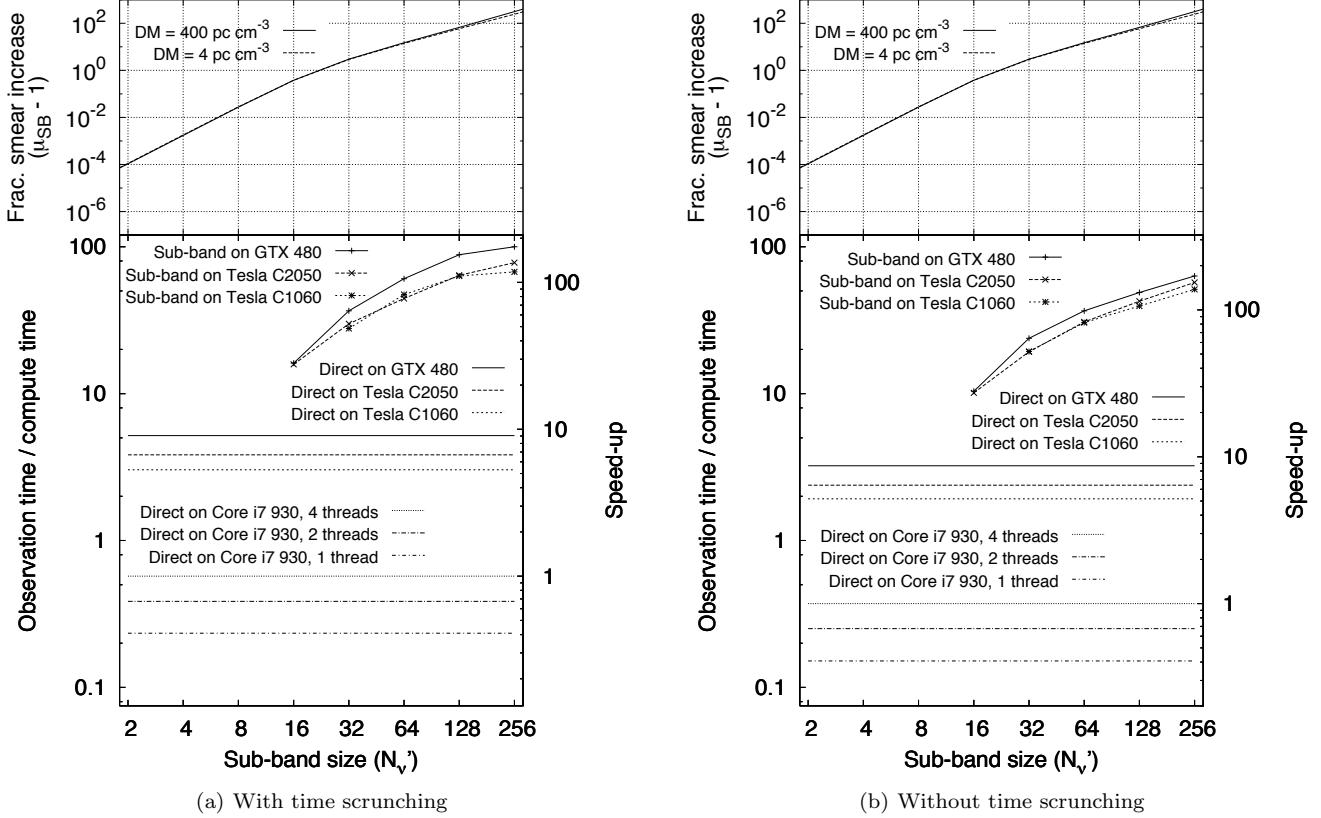 Frac. smear increase
(μSB - 1)
10²
10⁰
10⁻²
10⁻⁴
10⁻⁶
DM = 400 pc cm⁻³
DM = 4 pc cm⁻³
Observation time / compute time
100
10
1
0.1
Sub-band on GTX 480
Sub-band on Tesla C2050
Sub-band on Tesla C1060
Direct on GTX 480
Direct on Tesla C2050
Direct on Tesla C1060
Direct on Core i7 930, 4 threads
Direct on Core i7 930, 2 threads
Direct on Core i7 930, 1 thread
100
10
1
Speed-up
2 4 8 16 32 64 128 256
Sub-band size (Nν')
(a) With time scrunching
Frac. smear increase
(μSB - 1)
10²
10⁰
10⁻²
10⁻⁴
10⁻⁶
DM = 400 pc cm⁻³
DM = 4 pc cm⁻³
Observation time / compute time
100
10
1
0.1
Sub-band on GTX 480
Sub-band on Tesla C2050
Sub-band on Tesla C1060
Direct on GTX 480
Direct on Tesla C2050
Direct on Tesla C1060
Direct on Core i7 930, 4 threads
Direct on Core i7 930, 2 threads
Direct on Core i7 930, 1 thread
100
10
1
Speed-up
2 4 8 16 32 64 128 256
Sub-band size (Nν')
(b) Without time scrunching